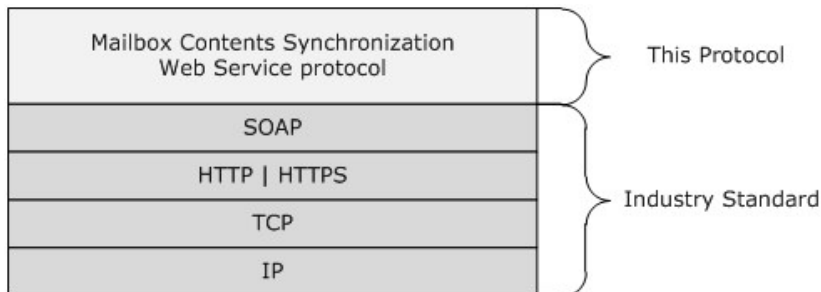 Mailbox Contents Synchronization
Web Service protocol
This Protocol
SOAP
HTTP | HTTPS
TCP
IP
Industry Standard